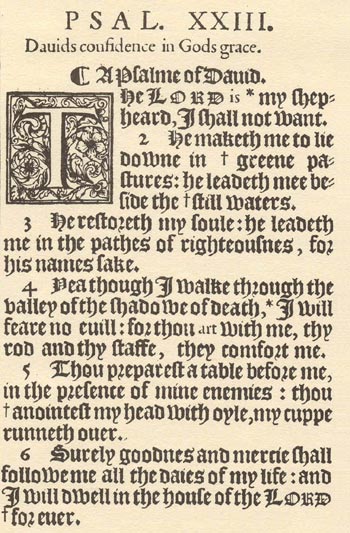 PSAL. XXIII.
Dauids confidence in Gods grace.
¶ A Psalme of Dauid.
THe LORD is * my shep-
heard, I shall not want.
2 He maketh me to lie
downe in † greene pa-
stures: he leadeth mee be-
side the † still waters.
3 He restoreth my soule: he leadeth
me in the pathes of righteousnes, for
his names sake.
4 Yea though I walke through the
valley of the shadowe of death,* I will
feare no euill: for thou art with me, thy
rod and thy staffe, they comfort me.
5 Thou preparest a table before me,
in the presence of mine enemies : thou
†anointest my head with oyle, my cuppe
runneth ouer.
6 Surely goodnes and mercie shall
followe me all the daies of my life: and
I will dwell in the house of the LORD
† for euer.